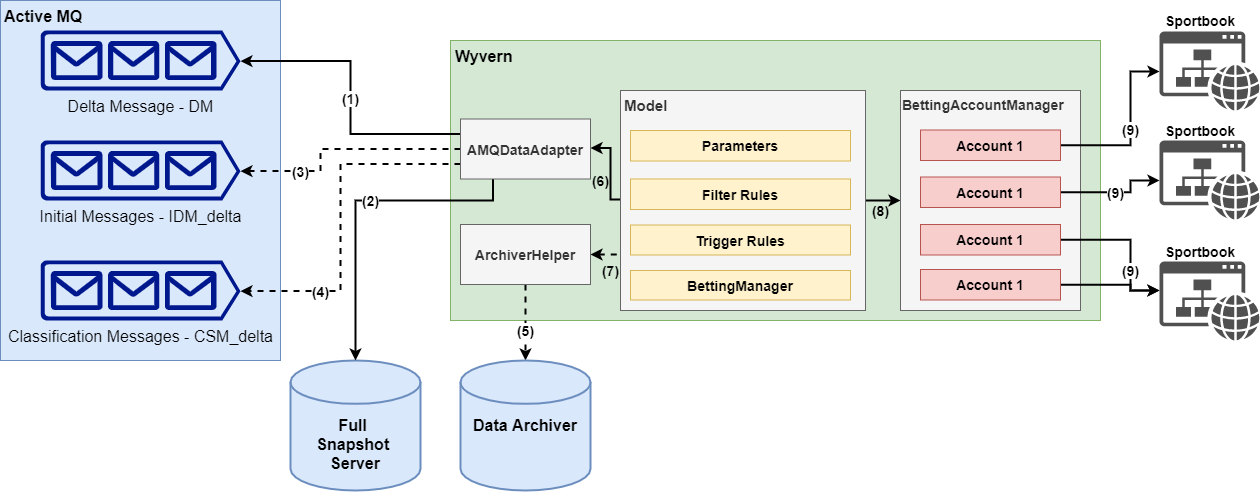 Active MQ
Delta Message - DM
Initial Messages - IDM_delta
Classification Messages - CSM_delta
(1)
(2)
(3)
(4)
Wyvern
AMQDataAdapter
ArchiverHelper
(5)
(6)
(7)
Model
Parameters
Filter Rules
Trigger Rules
BettingManager
(8)
BettingAccountManager
Account 1
Account 1
Account 1
Account 1
(9)
(9)
(9)
Sportbook
Sportbook
Sportbook
Full
Snapshot
Server
Data Archiver